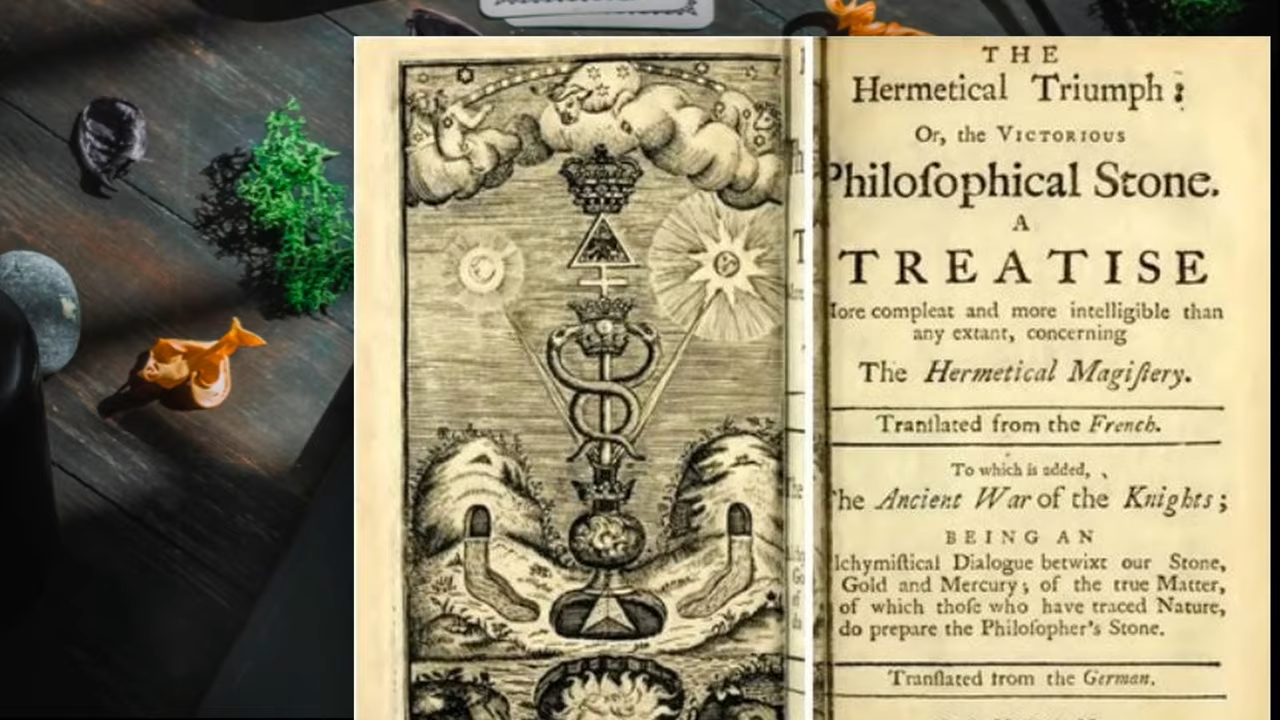 THE
Hermetical Triumph:
Or, the VICTORIOUS
Philoſophical Stone.
A
TREATISE
lore compleat and more intelligible than
any extant, concerning
The Hermetical Magiſtery.
Tranſlated from the French.
To which is added,
he Ancient War of the Knights;
BEING AN
lchymiſtical Dialogue betwixt our Stone,
Gold and Mercury; of the true Matter,
of which thoſe who have traced Nature,
do prepare the Philoſopher's Stone.
Tranſlated from the German.